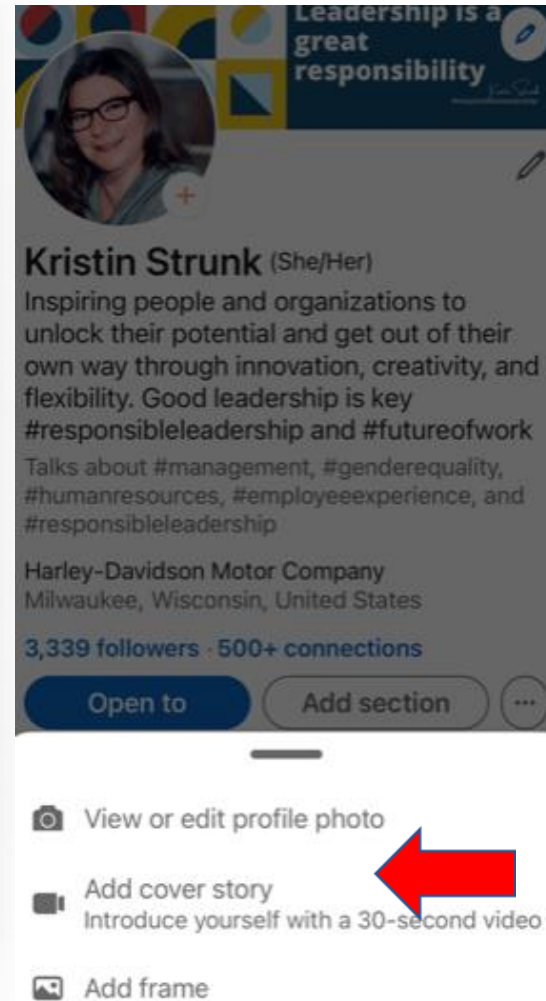 Leadership is a
great
responsibility
Kristin Strunk (She/Her)
Inspiring people and organizations to
unlock their potential and get out of their
own way through innovation, creativity, and
flexibility. Good leadership is key
#responsibleleadership and #futureofwork
Talks about #management, #genderequality,
#humanresources, #employeeexperience, and
#responsibleleadership
Harley-Davidson Motor Company
Milwaukee, Wisconsin, United States
3,339 followers · 500+ connections
Open to
Add section
View or edit profile photo
Add cover story
Introduce yourself with a 30-second video
Add frame